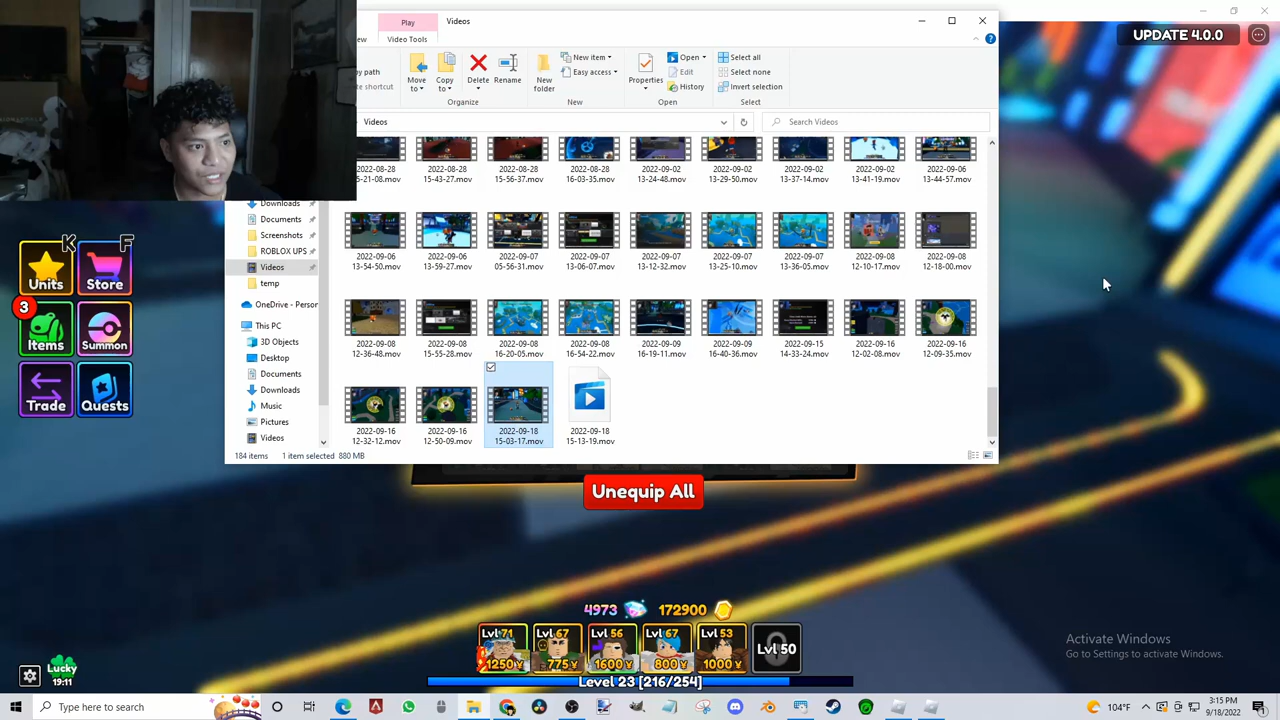 Play
Videos
UPDATE 4.0.0
ew
Video Tools
py path
ste shortcut
Move to
Copy to
Delete
Rename
New folder
New item
Easy access
Properties
Open
Edit
History
Select all
Select none
Invert selection
Organize
New
Open
Select
Videos
Search Videos
2022-08-28 15-21-08.mov
2022-08-28 15-43-27.mov
2022-08-28 15-56-37.mov
2022-08-28 16-03-35.mov
2022-09-02 13-24-48.mov
2022-09-02 13-29-50.mov
2022-09-02 13-37-14.mov
2022-09-02 13-41-19.mov
2022-09-06 13-44-57.mov
Downloads
Documents
Screenshots
ROBLOX UPS
Videos
temp
OneDrive - Person
This PC
3D Objects
Desktop
Documents
Downloads
Music
Pictures
Videos
2022-09-06 13-54-50.mov
2022-09-06 13-59-27.mov
2022-09-07 05-56-31.mov
2022-09-07 13-06-07.mov
2022-09-07 13-12-32.mov
2022-09-07 13-25-10.mov
2022-09-07 13-36-05.mov
2022-09-08 12-10-17.mov
2022-09-08 12-18-00.mov
2022-09-08 12-36-48.mov
2022-09-08 15-55-28.mov
2022-09-08 16-20-05.mov
2022-09-08 16-54-22.mov
2022-09-09 16-19-11.mov
2022-09-09 16-40-36.mov
2022-09-15 14-33-24.mov
2022-09-16 12-02-08.mov
2022-09-16 12-09-35.mov
2022-09-16 12-32-12.mov
2022-09-16 12-50-09.mov
2022-09-18 15-03-17.mov
2022-09-18 15-13-19.mov
184 items
1 item selected 880 MB
K
F
Units
Store
3
Items
Summon
Trade
Quests
Unequip All
4973
172900
Lvl 71
1250¥
Lvl 67
775¥
Lvl 56
1600¥
Lvl 67
800¥
Lvl 53
1000¥
Lvl 50
Level 23 [216/254]
Lucky
19:11
Activate Windows
Go to Settings to activate Windows.
Type here to search
104°F
3:15 PM
9/18/2022
1